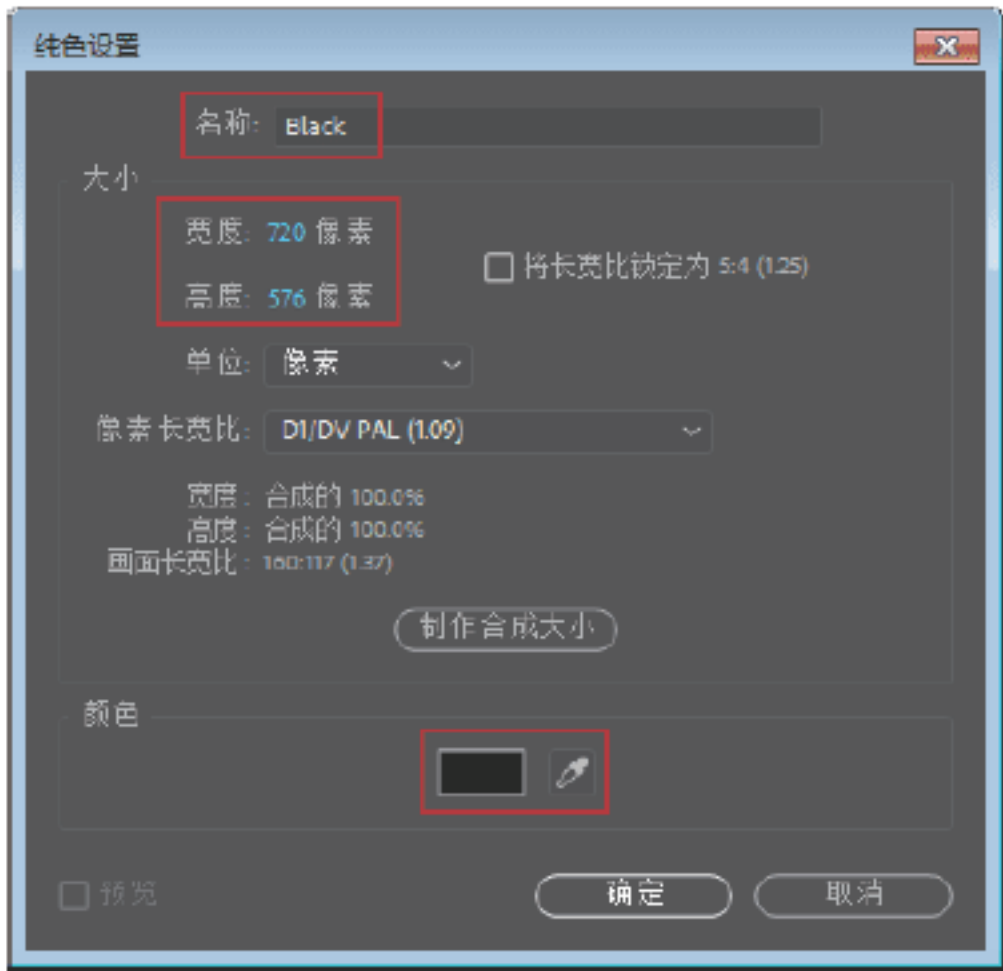 纯色设置
名称: Black
大小
宽度: 720 像素
将长宽比锁定为 5:4 (1.25)
高度: 576 像素
单位: 像素
像素长宽比: D1/DV PAL (1.09)
宽度: 合成的 100.0%
高度: 合成的 100.0%
画面长宽比: 160:117 (1.37)
制作合成大小
颜色
预览
确定
取消